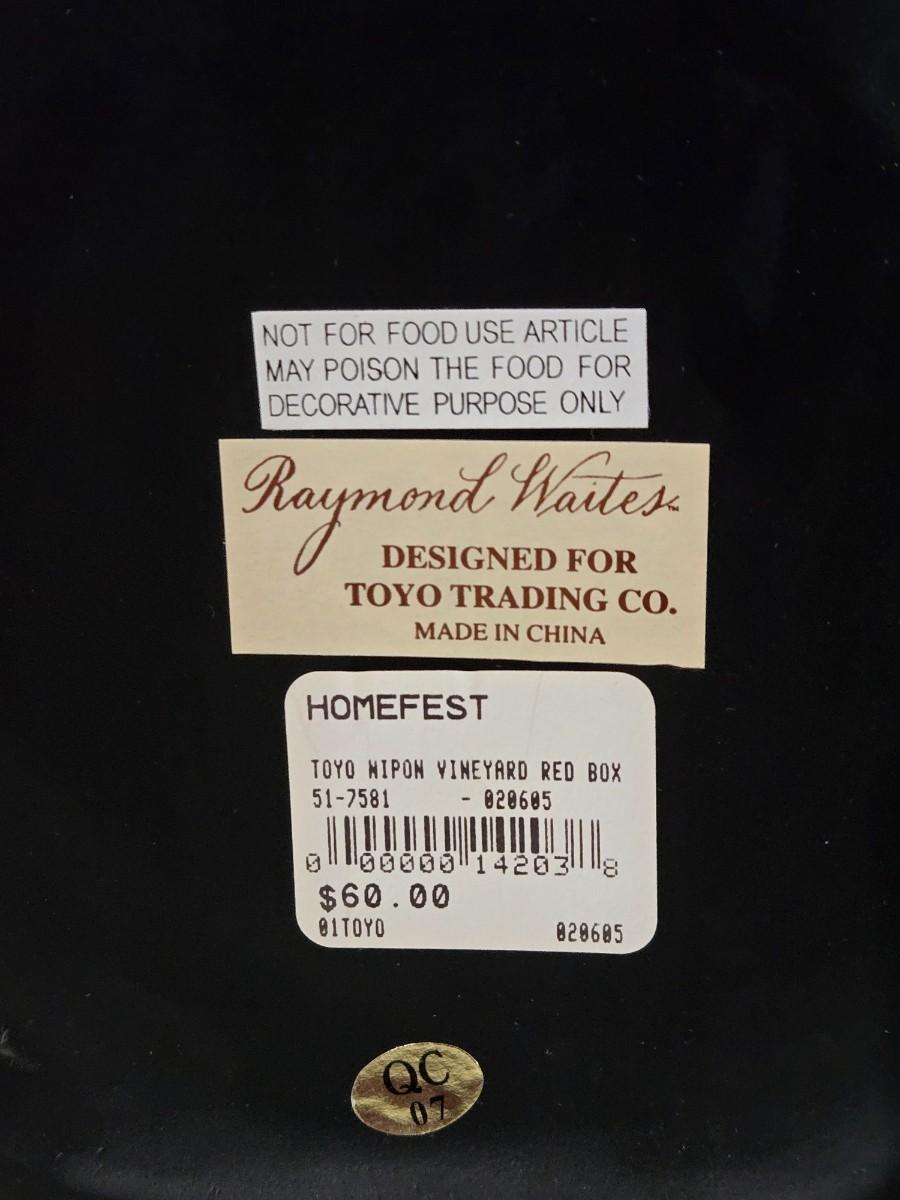 NOT FOR FOOD USE ARTICLE
MAY POISON THE FOOD FOR
DECORATIVE PURPOSE ONLY
Raymond Waites™
DESIGNED FOR
TOYO TRADING CO.
MADE IN CHINA
HOMEFEST
TOYO NIPON VINEYARD RED BOX
51-7581 - 020605
0 00000 14203 8
$60.00
01TOYO 020605
QC
07